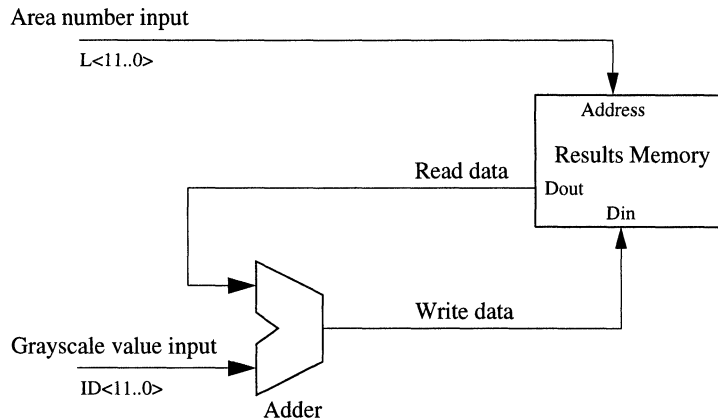 Area number input
L<11..0>
Address
Results Memory
Read data
Dout
Din
Write data
Grayscale value input
ID<11..0>
Adder